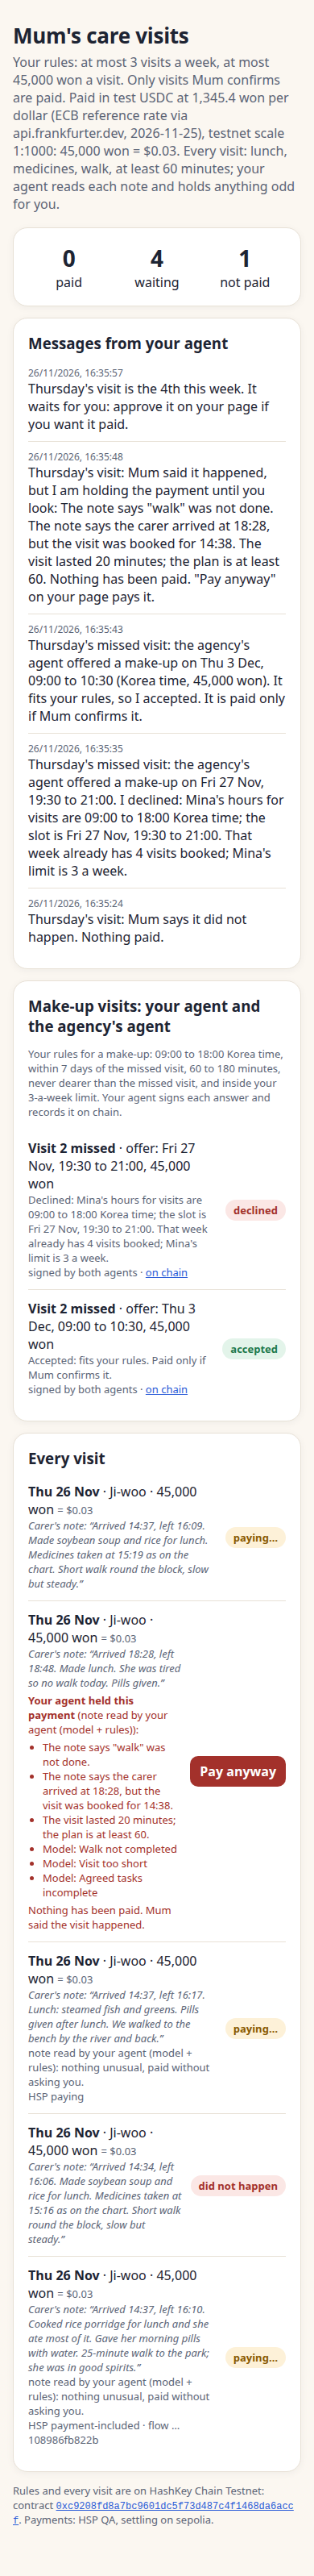 Mum's care visits
Your rules: at most 3 visits a week, at most
45,000 won a visit. Only visits Mum confirms
are paid. Paid in test USDC at 1,345.4 won per
dollar (ECB reference rate via
api.frankfurter.dev, 2026-11-25), testnet scale
1:1000: 45,000 won = $0.03. Every visit: lunch,
medicines, walk, at least 60 minutes; your
agent reads each note and holds anything odd
for you.
0
paid
4
waiting
1
not paid
Messages from your agent
26/11/2026, 16:35:57
Thursday's visit is the 4th this week. It
waits for you: approve it on your page if
you want it paid.
26/11/2026, 16:35:48
Thursday's visit: Mum said it happened,
but I am holding the payment until you
look: The note says "walk" was not done.
The note says the carer arrived at 18:28,
but the visit was booked for 14:38. The
visit lasted 20 minutes; the plan is at least
60. Nothing has been paid. "Pay anyway"
on your page pays it.
26/11/2026, 16:35:43
Thursday's missed visit: the agency's
agent offered a make-up on Thu 3 Dec,
09:00 to 10:30 (Korea time, 45,000 won). It
fits your rules, so I accepted. It is paid only
if Mum confirms it.
26/11/2026, 16:35:35
Thursday's missed visit: the agency's
agent offered a make-up on Fri 27 Nov,
19:30 to 21:00. I declined: Mina's hours for
visits are 09:00 to 18:00 Korea time; the
slot is Fri 27 Nov, 19:30 to 21:00. That
week already has 4 visits booked; Mina's
limit is 3 a week.
26/11/2026, 16:35:24
Thursday's visit: Mum says it did not
happen. Nothing paid.
Make-up visits: your agent and
the agency's agent
Your rules for a make-up: 09:00 to 18:00 Korea time,
within 7 days of the missed visit, 60 to 180 minutes,
never dearer than the missed visit, and inside your
3-a-week limit. Your agent signs each answer and
records it on chain.
Visit 2 missed · offer: Fri 27
Nov, 19:30 to 21:00, 45,000
won
Declined: Mina's hours for visits are
09:00 to 18:00 Korea time; the slot is
Fri 27 Nov, 19:30 to 21:00. That week
already has 4 visits booked; Mina's
limit is 3 a week.
signed by both agents · on chain
declined
Visit 2 missed · offer: Thu 3
Dec, 09:00 to 10:30, 45,000
won
Accepted: fits your rules. Paid only if
Mum confirms it.
signed by both agents · on chain
accepted
Every visit
Thu 26 Nov · Ji-woo · 45,000
won = $0.03
Carer's note: “Arrived 14:37, left 16:09.
Made soybean soup and rice for lunch.
Medicines taken at 15:19 as on the
chart. Short walk round the block, slow
but steady.”
paying...
Thu 26 Nov · Ji-woo ·
45,000 won = $0.03
Carer's note: “Arrived 18:28, left
18:48. Made lunch. She was tired
so no walk today. Pills given.”
Your agent held this
payment (note read by your
agent (model + rules)):
• The note says "walk" was
not done.
• The note says the carer
arrived at 18:28, but the
visit was booked for 14:38.
• The visit lasted 20 minutes;
the plan is at least 60.
• Model: Walk not completed
• Model: Visit too short
• Model: Agreed tasks
incomplete
Nothing has been paid. Mum
said the visit happened.
Pay anyway
Thu 26 Nov · Ji-woo · 45,000
won = $0.03
Carer's note: “Arrived 14:37, left 16:17.
Lunch: steamed fish and greens. Pills
given after lunch. We walked to the
bench by the river and back.”
note read by your agent (model +
rules): nothing unusual, paid without
asking you.
HSP paying
paying...
Thu 26 Nov · Ji-woo ·
45,000 won = $0.03
Carer's note: “Arrived 14:34, left
16:06. Made soybean soup and
rice for lunch. Medicines taken at
15:16 as on the chart. Short walk
round the block, slow but
steady.”
did not happen
Thu 26 Nov · Ji-woo · 45,000
won = $0.03
Carer's note: “Arrived 14:37, left 16:10.
Cooked rice porridge for lunch and she
ate most of it. Gave her morning pills
with water. 25-minute walk to the park;
she was in good spirits.”
note read by your agent (model +
rules): nothing unusual, paid without
asking you.
HSP payment-included · flow ...
108986fb822b
paying...
Rules and every visit are on HashKey Chain Testnet:
contract 0xc9208fd8a7bc9601dc5f73d487c4f1468da6acc
f. Payments: HSP QA, settling on sepolia.